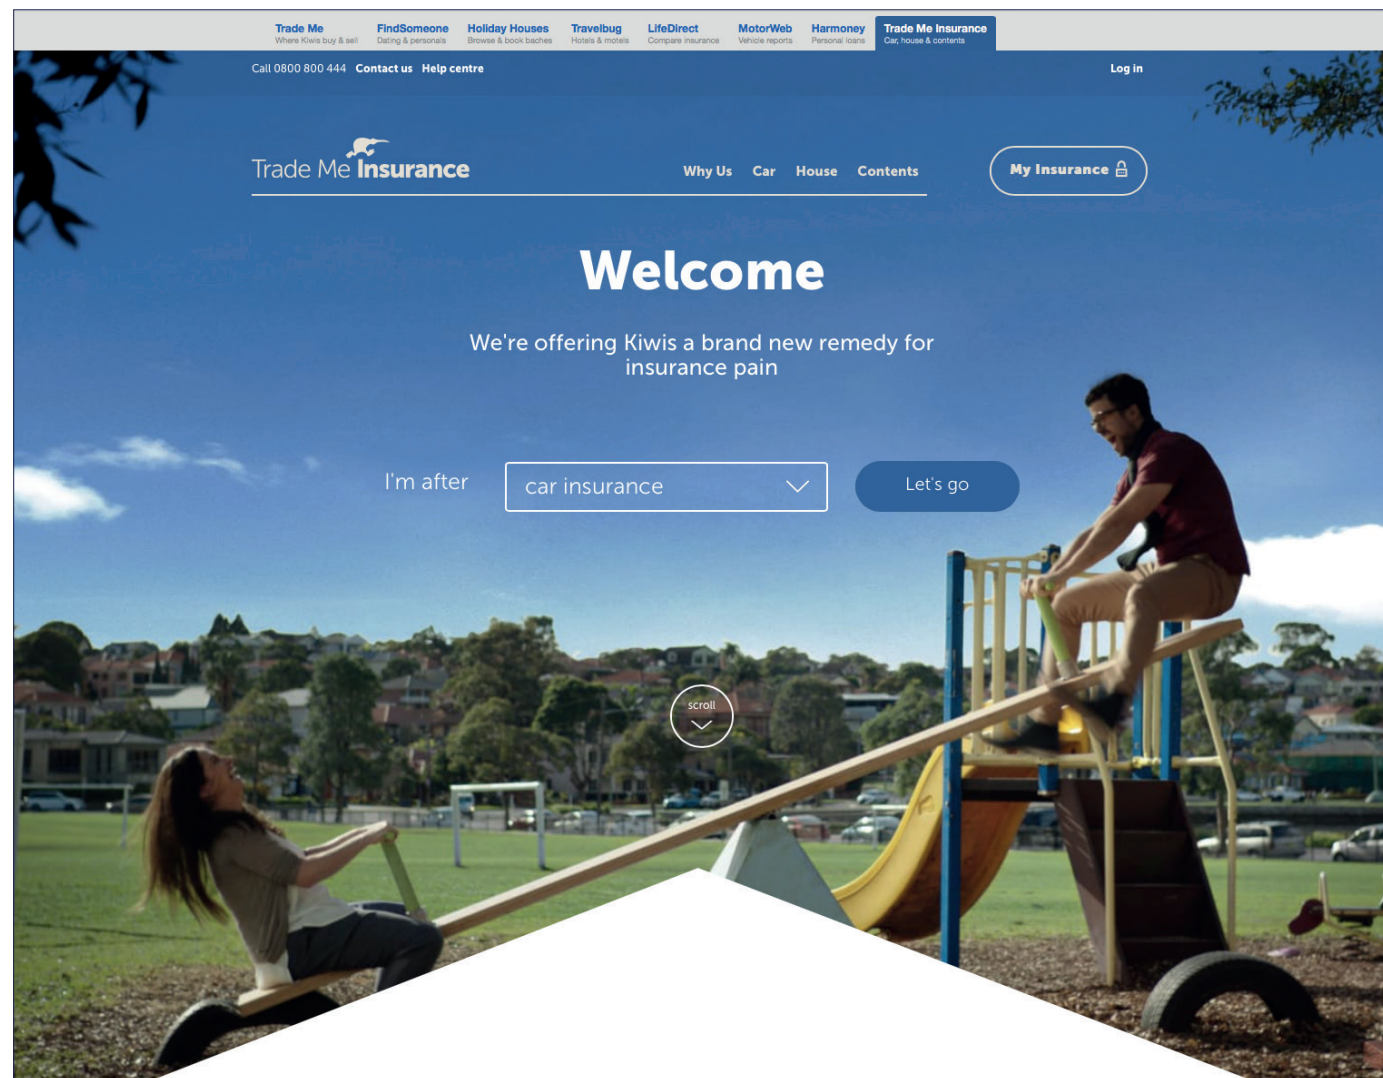 Trade Me FindSomeone Holiday Houses Travelbug LifeDirect MotorWeb Harmoney Trade Me Insurance
Where Kiwis buy & sell Dating & personals Browse & book baches Hotels & motels Compare insurance Vehicle reports Personal loans Car, house & contents
Call 0800 800 444 Contact us Help centre Log in
Trade Me Insurance Why Us Car House Contents My Insurance
Welcome
We're offering Kiwis a brand new remedy for
insurance pain
I'm after car insurance Let's go
scroll